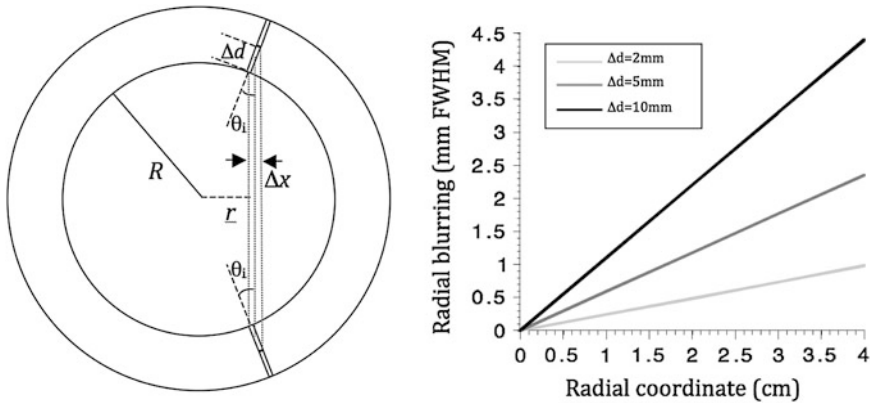 Δd
θi
R
Δx
r
θi
Radial blurring (mm FWHM)
4.5
4
3.5
3
2.5
2
1.5
1
0.5
0
Δd=2mm
Δd=5mm
Δd=10mm
0 0.5 1 1.5 2 2.5 3 3.5 4
Radial coordinate (cm)